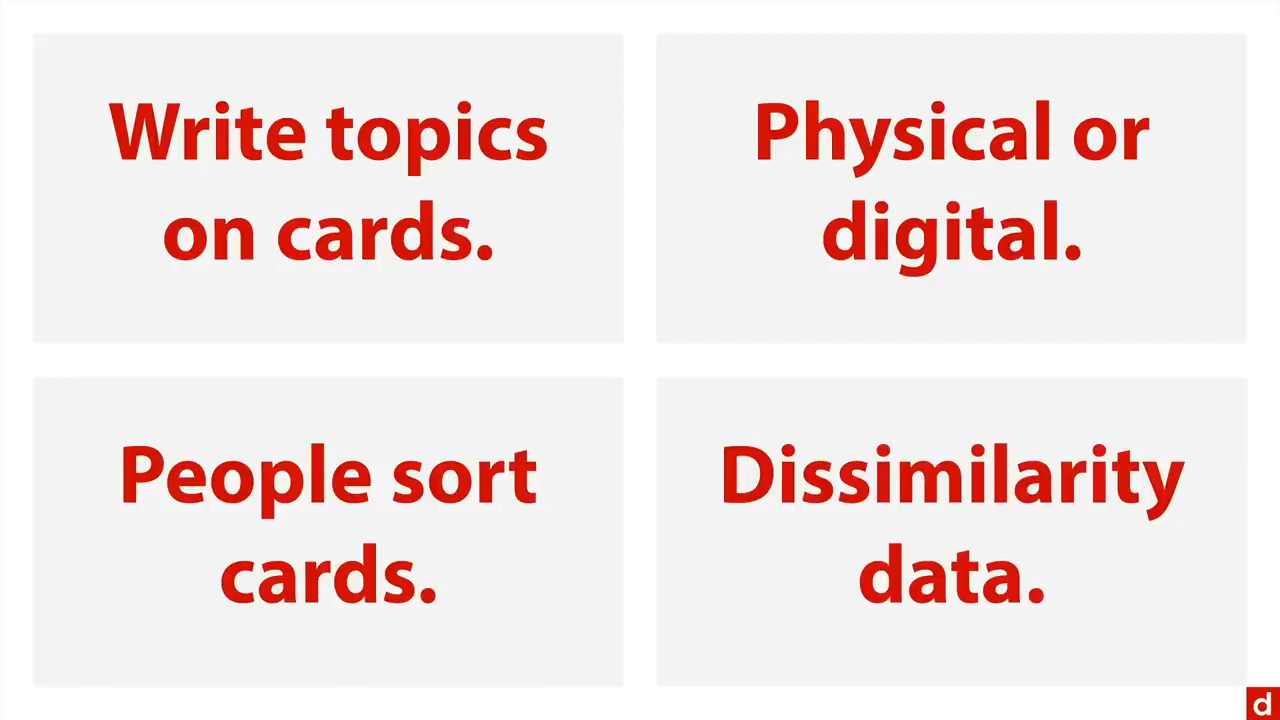 Write topics
on cards.
Physical or
digital.
People sort
cards.
Dissimilarity
data.
d